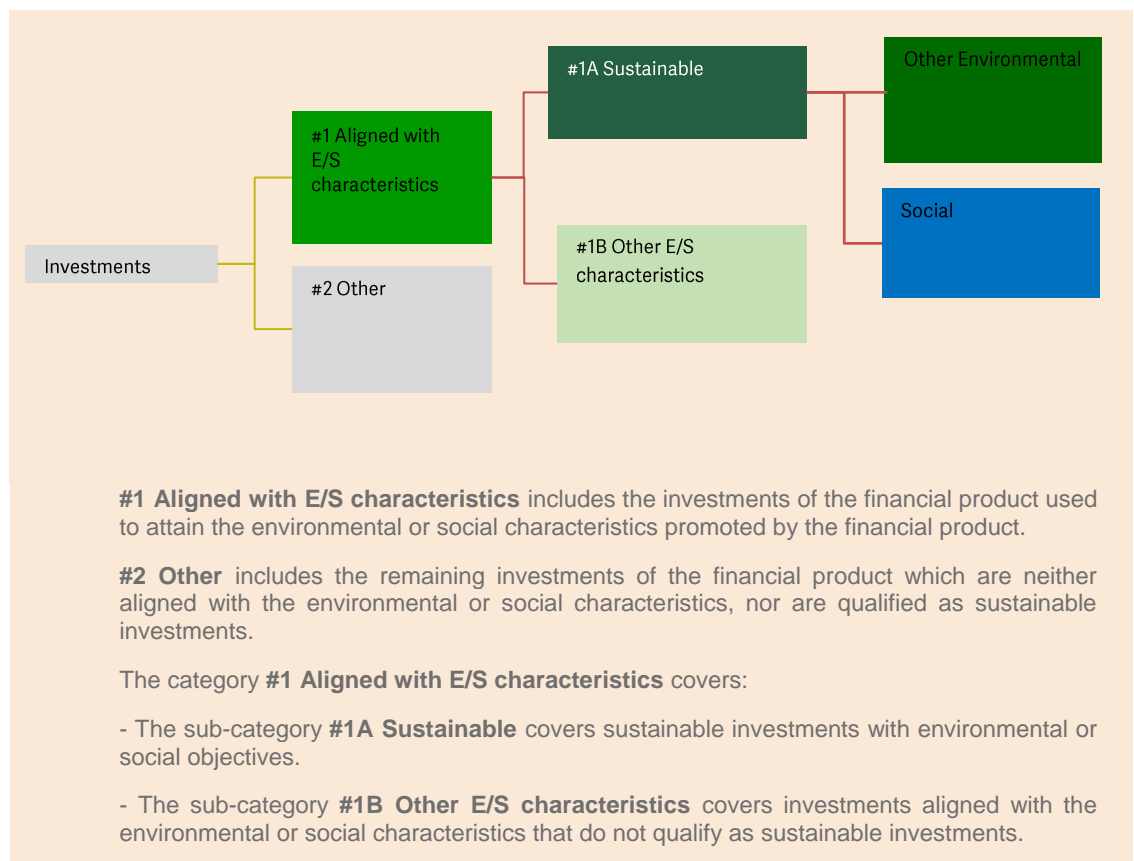 Investments
#1 Aligned with
E/S
characteristics
#2 Other
#1A Sustainable
#1B Other E/S
characteristics
Other Environmental
Social
#1 Aligned with E/S characteristics includes the investments of the financial product used
to attain the environmental or social characteristics promoted by the financial product.
#2 Other includes the remaining investments of the financial product which are neither
aligned with the environmental or social characteristics, nor are qualified as sustainable
investments.
The category #1 Aligned with E/S characteristics covers:
- The sub-category #1A Sustainable covers sustainable investments with environmental or
social objectives.
- The sub-category #1B Other E/S characteristics covers investments aligned with the
environmental or social characteristics that do not qualify as sustainable investments.